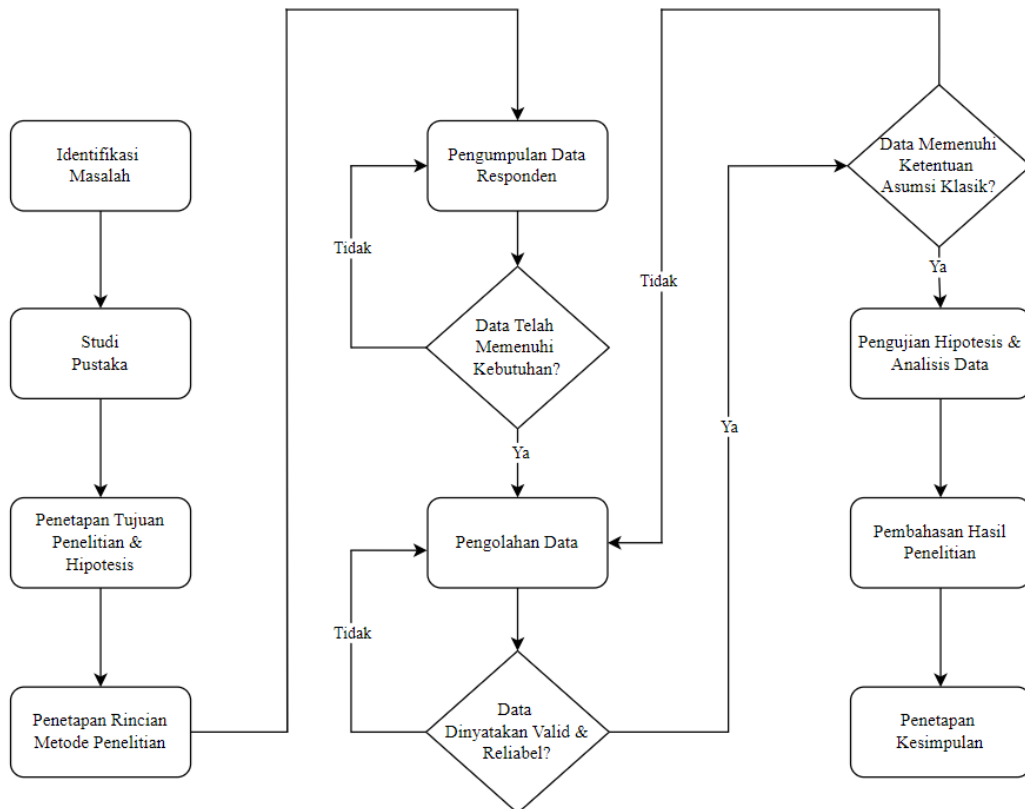 Identifikasi
Masalah
Studi
Pustaka
Penetapan Tujuan
Penelitian &
Hipotesis
Penetapan Rincian
Metode Penelitian
Pengumpulan Data
Responden
Tidak
Data Telah
Memenuhi
Kebutuhan?
Ya
Pengolahan Data
Tidak
Data
Dinyatakan Valid &
Reliabel?
Ya
Data Memenuhi
Ketentuan
Asumsi Klasik?
Tidak
Ya
Pengujian Hipotesis &
Analisis Data
Pembahasan Hasil
Penelitian
Penetapan
Kesimpulan